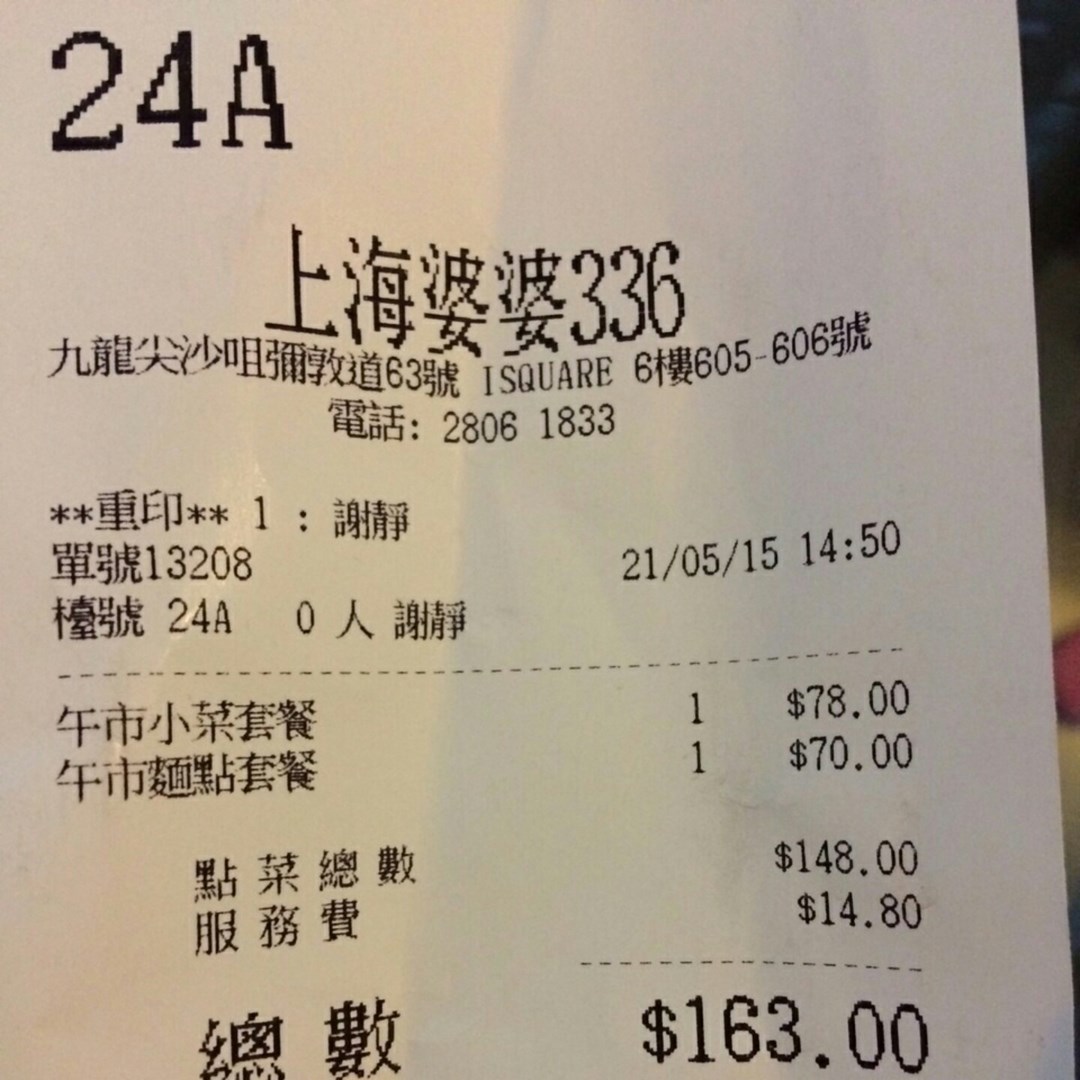 24A
上海婆婆336
九龍尖沙咀彌敦道63號 ISQUARE 6樓605-606號
電話: 2806 1833
**重印** 1 : 謝靜
單號13208 21/05/15 14:50
檯號 24A 0 人 謝靜
午市小菜套餐 1 $78.00
午市麵點套餐 1 $70.00
點菜總數 $148.00
服務費 $14.80
總數 $163.00